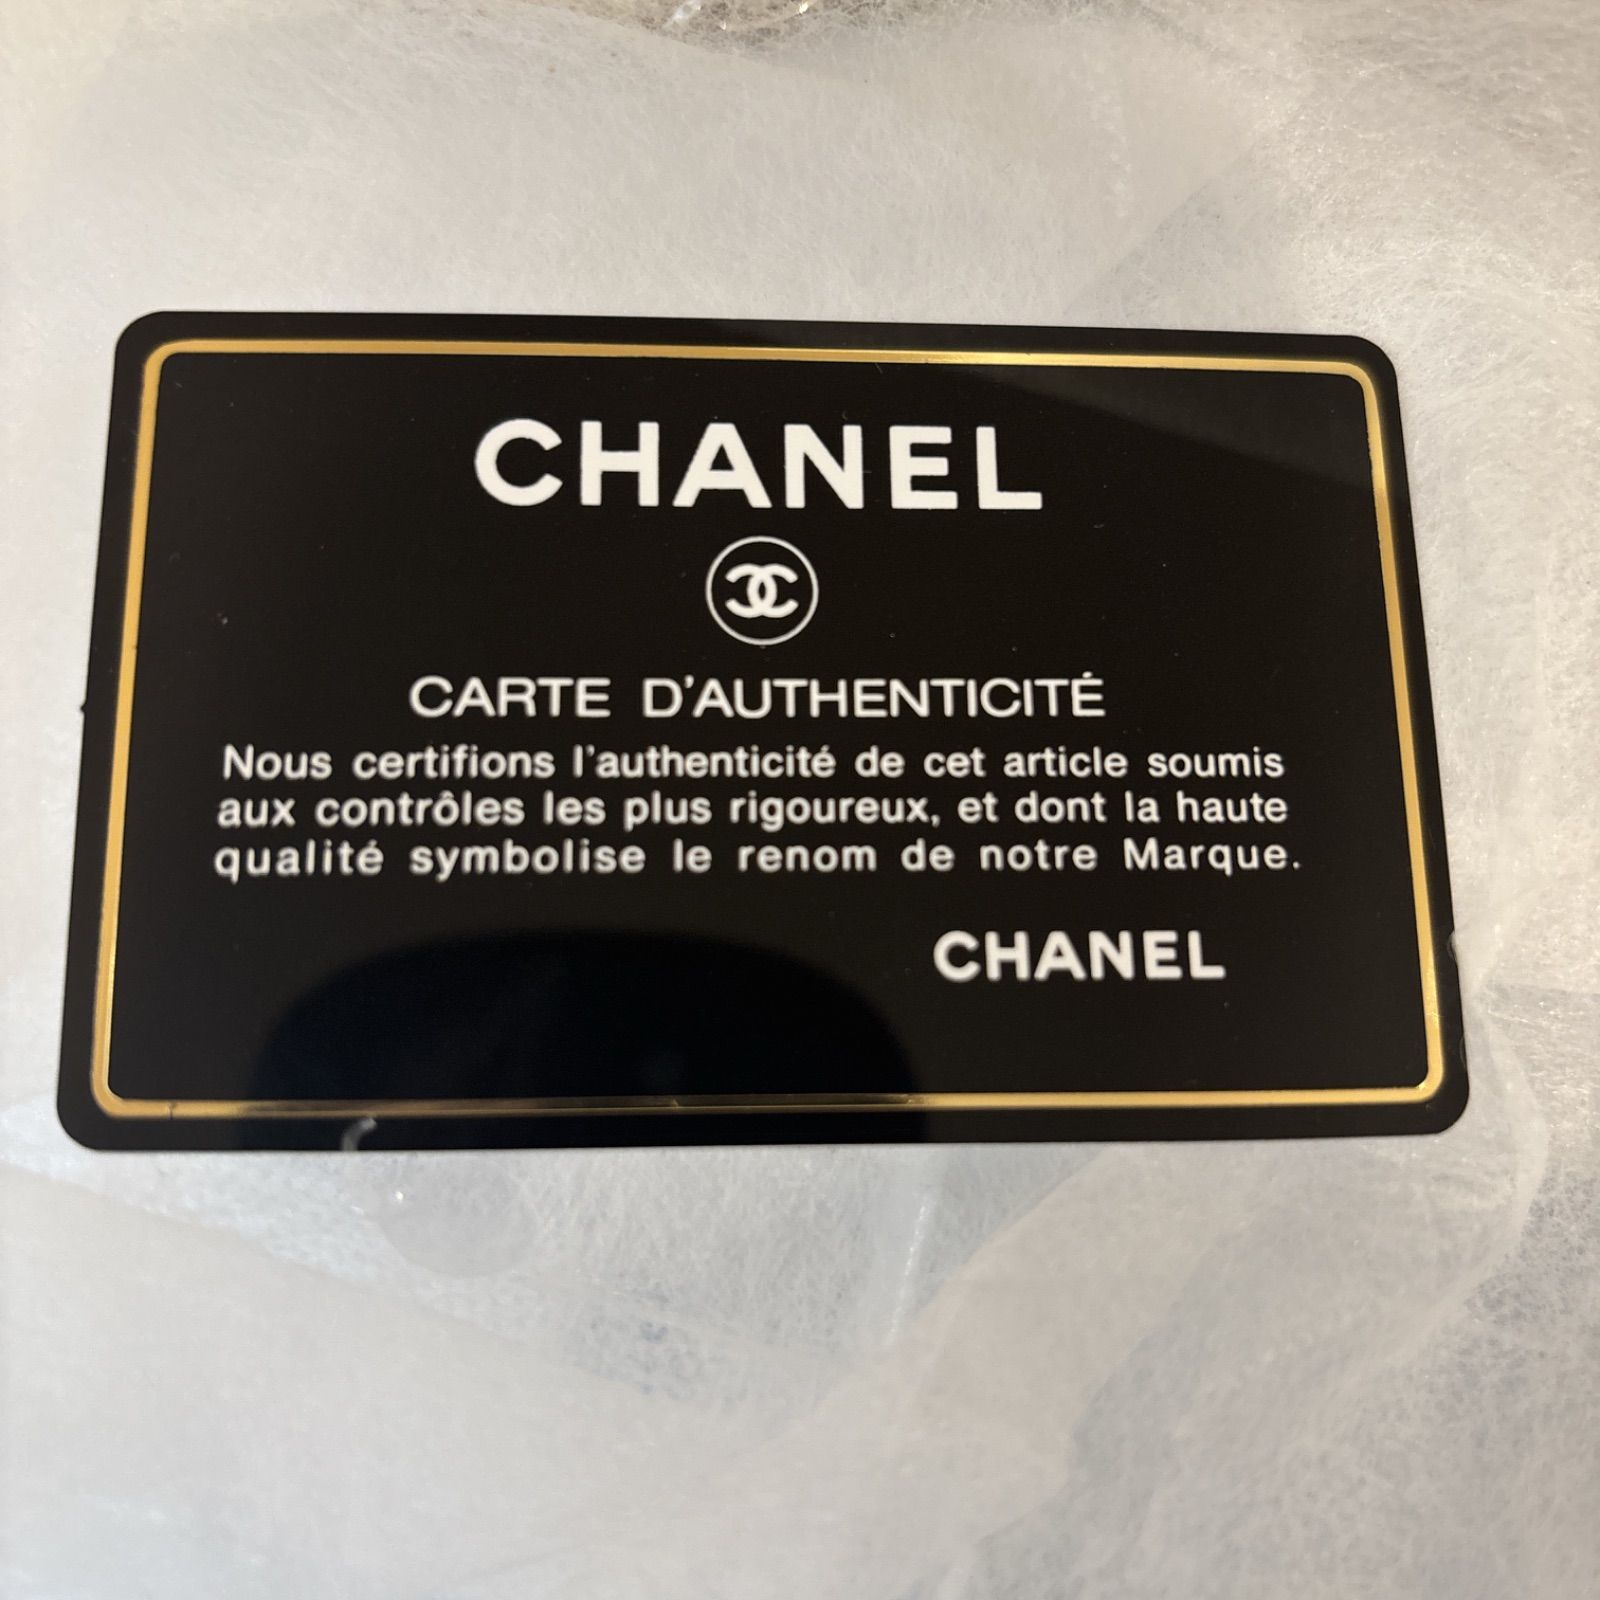 CHANEL
CARTE D'AUTHENTICITÉ
Nous certifions l'authenticité de cet article soumis
aux contrôles les plus rigoureux, et dont la haute
qualité symbolise le renom de notre Marque.
CHANEL